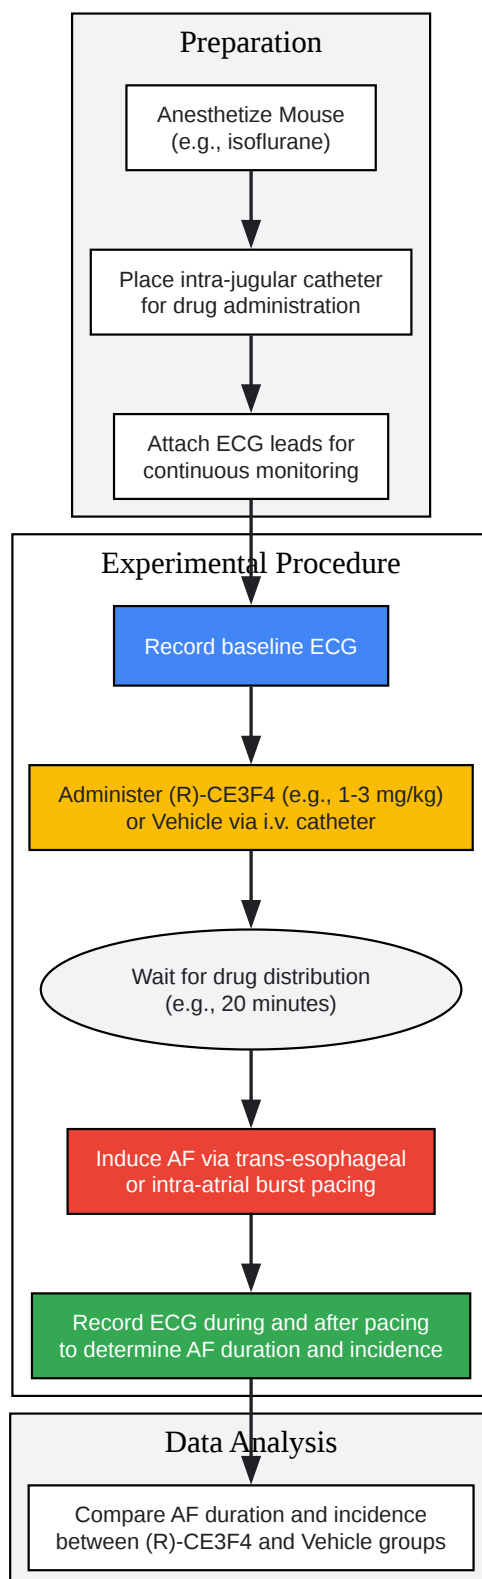 Preparation
Anesthetize Mouse
(e.g., isoflurane)
Place intra-jugular catheter
for drug administration
Attach ECG leads for
continuous monitoring
Experimental Procedure
Record baseline ECG
Administer (R)-CE3F4 (e.g., 1-3 mg/kg)
or Vehicle via i.v. catheter
Wait for drug distribution
(e.g., 20 minutes)
Induce AF via trans-esophageal
or intra-atrial burst pacing
Record ECG during and after pacing
to determine AF duration and incidence
Data Analysis
Compare AF duration and incidence
between (R)-CE3F4 and Vehicle groups